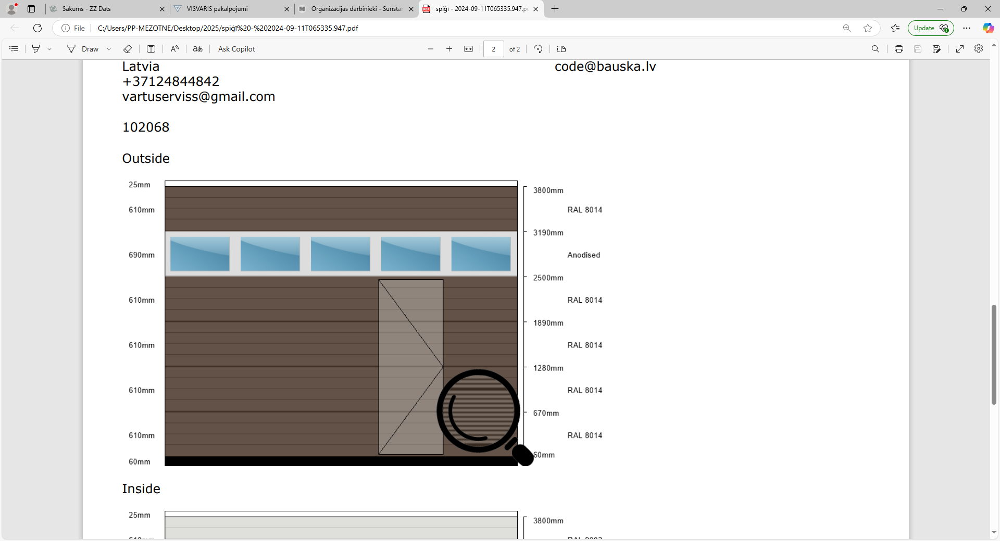 Sākums - ZZ Dats
VISVARIS pakalpojumi
M Organizācijas darbinieki - Sunstar
PDF spiģī - 2024-09-11T065335.947.p
File C:/Users/PP-MEZOTNE/Desktop/2025/spiģī%20-%202024-09-11T065335.947.pdf
Update
Draw
Ask Copilot
2 of 2
Latvia
+37124844842
vartuserviss@gmail.com
code@bauska.lv
102068
Outside
25mm
3800mm
610mm
RAL 8014
3190mm
690mm
Anodised
2500mm
610mm
RAL 8014
1890mm
610mm
RAL 8014
1280mm
610mm
RAL 8014
670mm
610mm
RAL 8014
60mm
60mm
Inside
25mm
3800mm